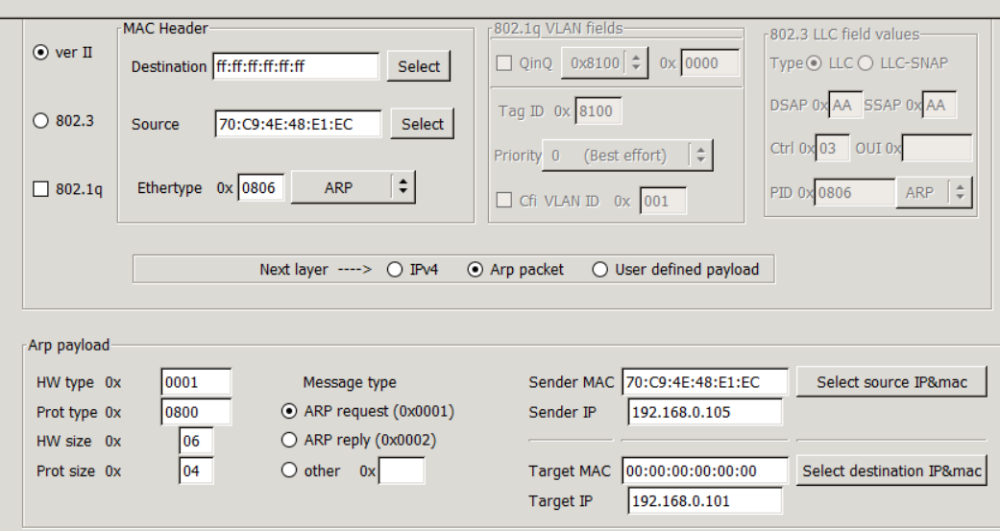 MAC Header
802.1q VLAN fields
802.3 LLC field values
ver II
Destination ff:ff:ff:ff:ff:ff Select
QinQ 0x8100 0x 0000
Type LLC LLC-SNAP
Tag ID 0x 8100
DSAP 0x AA SSAP 0x AA
802.3
Source 70:C9:4E:48:E1:EC Select
Priority 0 (Best effort)
Ctrl 0x 03 OUI 0x
802.1q
Ethertype 0x 0806 ARP
Cfi VLAN ID 0x 001
PID 0x 0806 ARP
Next layer ----> IPv4 Arp packet User defined payload
Arp payload
HW type 0x 0001
Message type
Sender MAC 70:C9:4E:48:E1:EC Select source IP&mac
Prot type 0x 0800
ARP request (0x0001)
Sender IP 192.168.0.105
HW size 0x 06
ARP reply (0x0002)
Prot size 0x 04
other 0x
Target MAC 00:00:00:00:00:00 Select destination IP&mac
Target IP 192.168.0.101